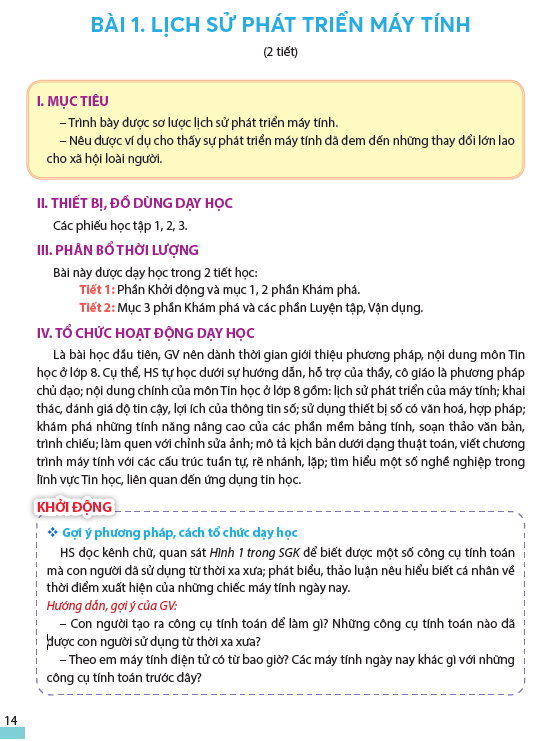 BÀI 1. LỊCH SỬ PHÁT TRIỂN MÁY TÍNH
(2 tiết)
I. MỤC TIÊU
– Trình bày được sơ lược lịch sử phát triển máy tính.
– Nêu được ví dụ cho thấy sự phát triển máy tính đã đem đến những thay đổi lớn lao
cho xã hội loài người.
II. THIẾT BỊ, ĐỒ DÙNG DẠY HỌC
Các phiếu học tập 1, 2, 3.
III. PHÂN BỔ THỜI LƯỢNG
Bài này được dạy học trong 2 tiết học:
Tiết 1: Phần Khởi động và mục 1, 2 phần Khám phá.
Tiết 2: Mục 3 phần Khám phá và các phần Luyện tập, Vận dụng.
IV. TỔ CHỨC HOẠT ĐỘNG DẠY HỌC
Là bài học đầu tiên, GV nên dành thời gian giới thiệu phương pháp, nội dung môn Tin
học ở lớp 8. Cụ thể, HS tự học dưới sự hướng dẫn, hỗ trợ của thầy, cô giáo là phương pháp
chủ đạo; nội dung chính của môn Tin học ở lớp 8 gồm: lịch sử phát triển của máy tính; khai
thác, đánh giá độ tin cậy, lợi ích của thông tin số; sử dụng thiết bị số có văn hoá, hợp pháp;
khám phá những tính năng nâng cao của các phần mềm bảng tính, soạn thảo văn bản,
trình chiếu; làm quen với chỉnh sửa ảnh; mô tả kịch bản dưới dạng thuật toán, viết chương
trình máy tính với các cấu trúc tuần tự, rẽ nhánh, lặp; tìm hiểu một số nghề nghiệp trong
lĩnh vực Tin học, liên quan đến ứng dụng tin học.
KHỞI ĐỘNG
❖ Gợi ý phương pháp, cách tổ chức dạy học
HS đọc kênh chữ, quan sát Hình 1 trong SGK để biết được một số công cụ tính toán
mà con người đã sử dụng từ thời xa xưa; phát biểu, thảo luận nêu hiểu biết cá nhân về
thời điểm xuất hiện của những chiếc máy tính ngày nay.
Hướng dẫn, gợi ý của GV:
– Con người tạo ra công cụ tính toán để làm gì? Những công cụ tính toán nào đã
được con người sử dụng từ thời xa xưa?
– Theo em máy tính điện tử có từ bao giờ? Các máy tính ngày nay khác gì với những
công cụ tính toán trước đây?
14